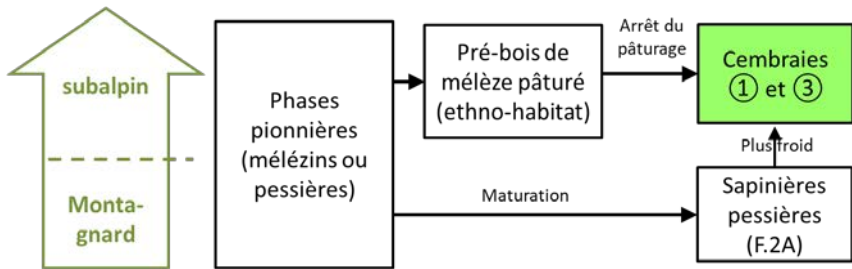 subalpin
Monta-
gnard
Phases
pionnières
(mélézins ou
pessières)
Pré-bois de
mélèze pâturé
(ethno-habitat)
Arrêt du
pâturage
Cembraies
① et ③
Plus froid
Maturation
Sapinières
pessières
(F.2A)